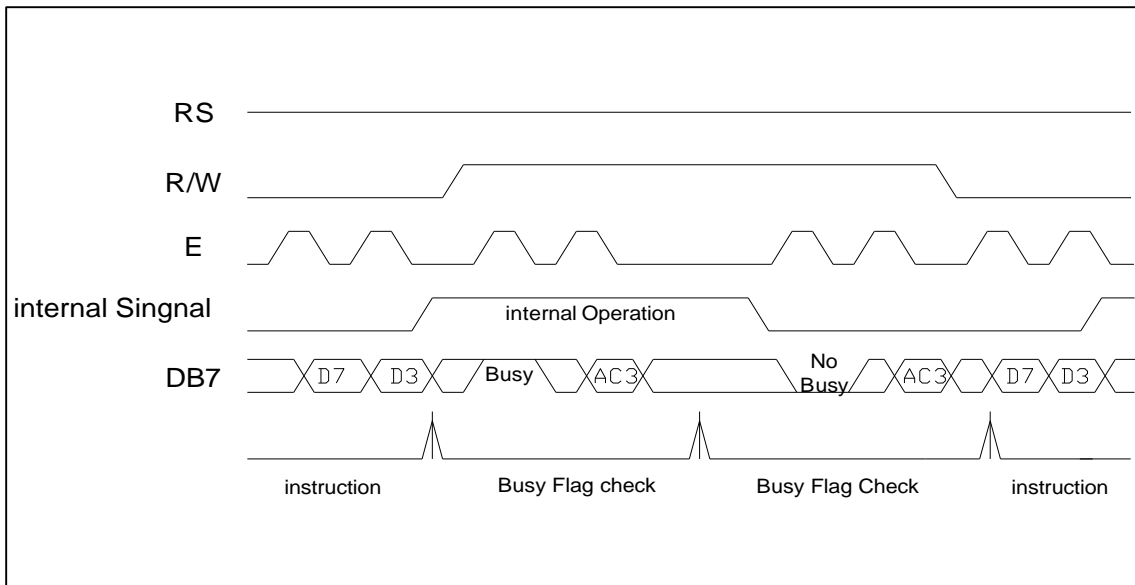 RS
R/W
E
internal Singnal
internal Operation
DB7
D7
D3
Busy
AC3
No
Busy
AC3
D7
D3
instruction
Busy Flag check
Busy Flag Check
instruction